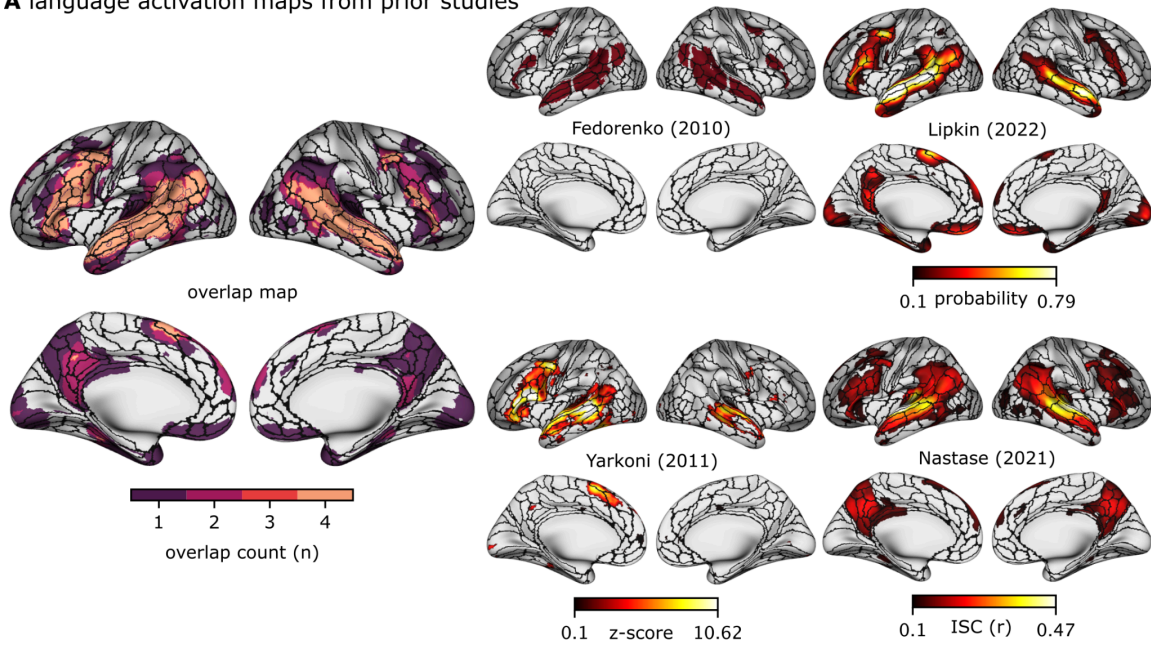 A language activation maps from prior studies
Fedorenko (2010)
Lipkin (2022)
overlap map
0.1 probability 0.79
1 2 3 4
overlap count (n)
Yarkoni (2011)
Nastase (2021)
0.1 z-score 10.62
0.1 ISC (r) 0.47